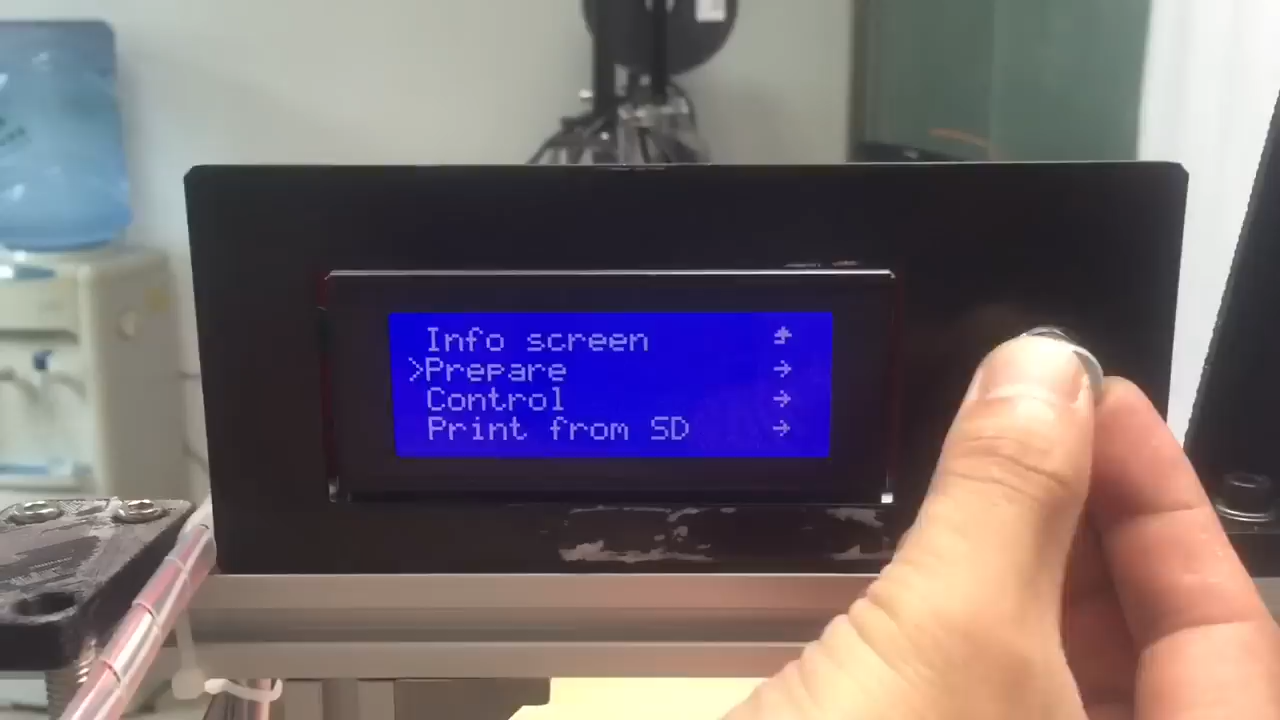 Info screen
>Prepare →
Control →
Print from SD →